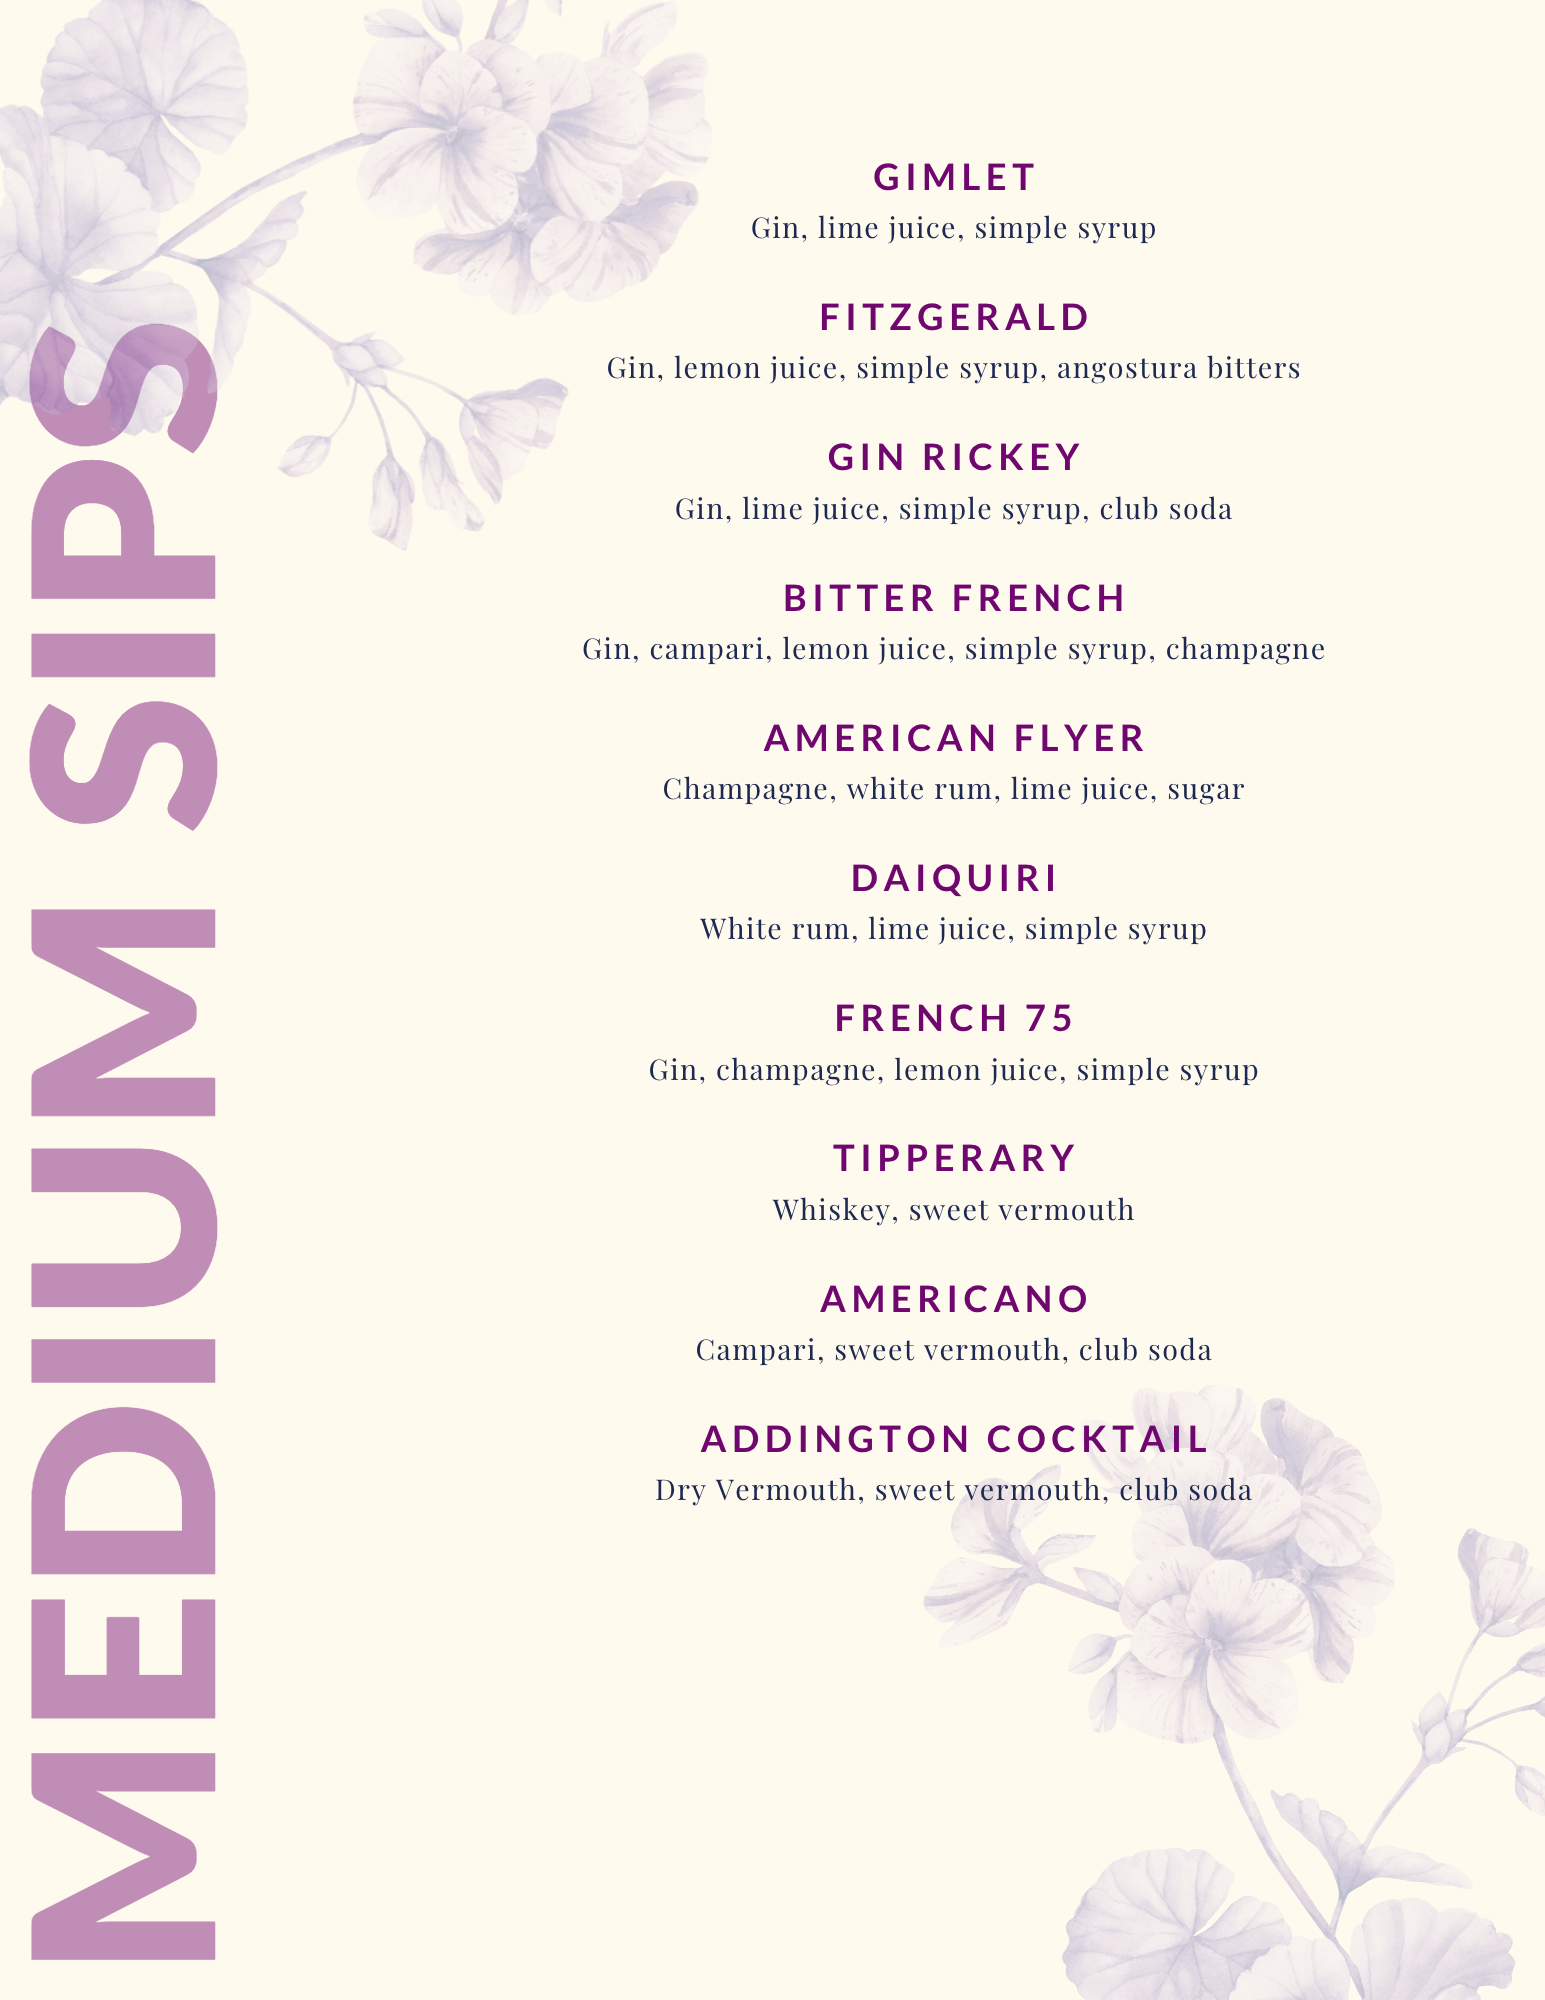 MEDIUM SIPS
GIMLET
Gin, lime juice, simple syrup
FITZGERALD
Gin, lemon juice, simple syrup, angostura bitters
GIN RICKEY
Gin, lime juice, simple syrup, club soda
BITTER FRENCH
Gin, campari, lemon juice, simple syrup, champagne
AMERICAN FLYER
Champagne, white rum, lime juice, sugar
DAIQUIRI
White rum, lime juice, simple syrup
FRENCH 75
Gin, champagne, lemon juice, simple syrup
TIPPERARY
Whiskey, sweet vermouth
AMERICANO
Campari, sweet vermouth, club soda
ADDINGTON COCKTAIL
Dry Vermouth, sweet vermouth, club soda